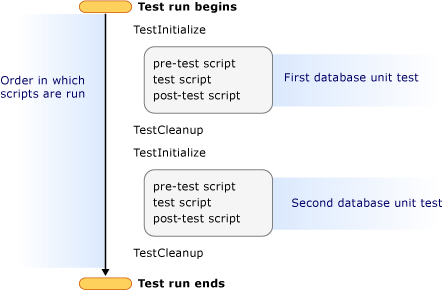 Test run begins
TestInitialize
Order in which
scripts are run
pre-test script
test script
post-test script
First database unit test
TestCleanup
TestInitialize
pre-test script
test script
post-test script
Second database unit test
TestCleanup
Test run ends